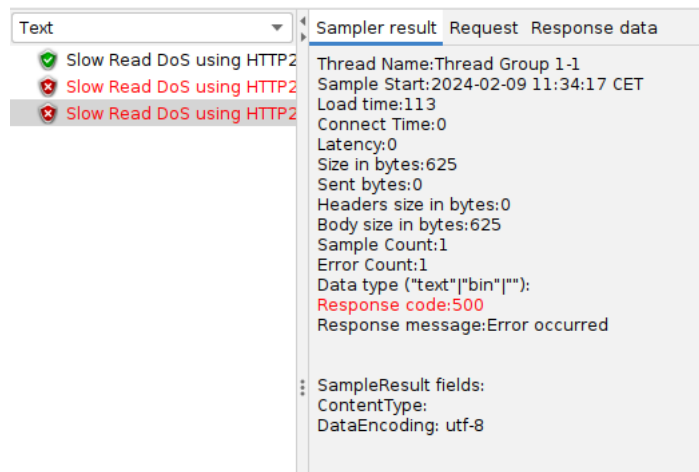 Text
Slow Read DoS using HTTP2
Slow Read DoS using HTTP2
Slow Read DoS using HTTP2
Sampler result Request Response data
Thread Name:Thread Group 1-1
Sample Start:2024-02-09 11:34:17 CET
Load time:113
Connect Time:0
Latency:0
Size in bytes:625
Sent bytes:0
Headers size in bytes:0
Body size in bytes:625
Sample Count:1
Error Count:1
Data type ("text"|"bin"|""):
Response code:500
Response message:Error occurred
SampleResult fields:
ContentType:
DataEncoding: utf-8